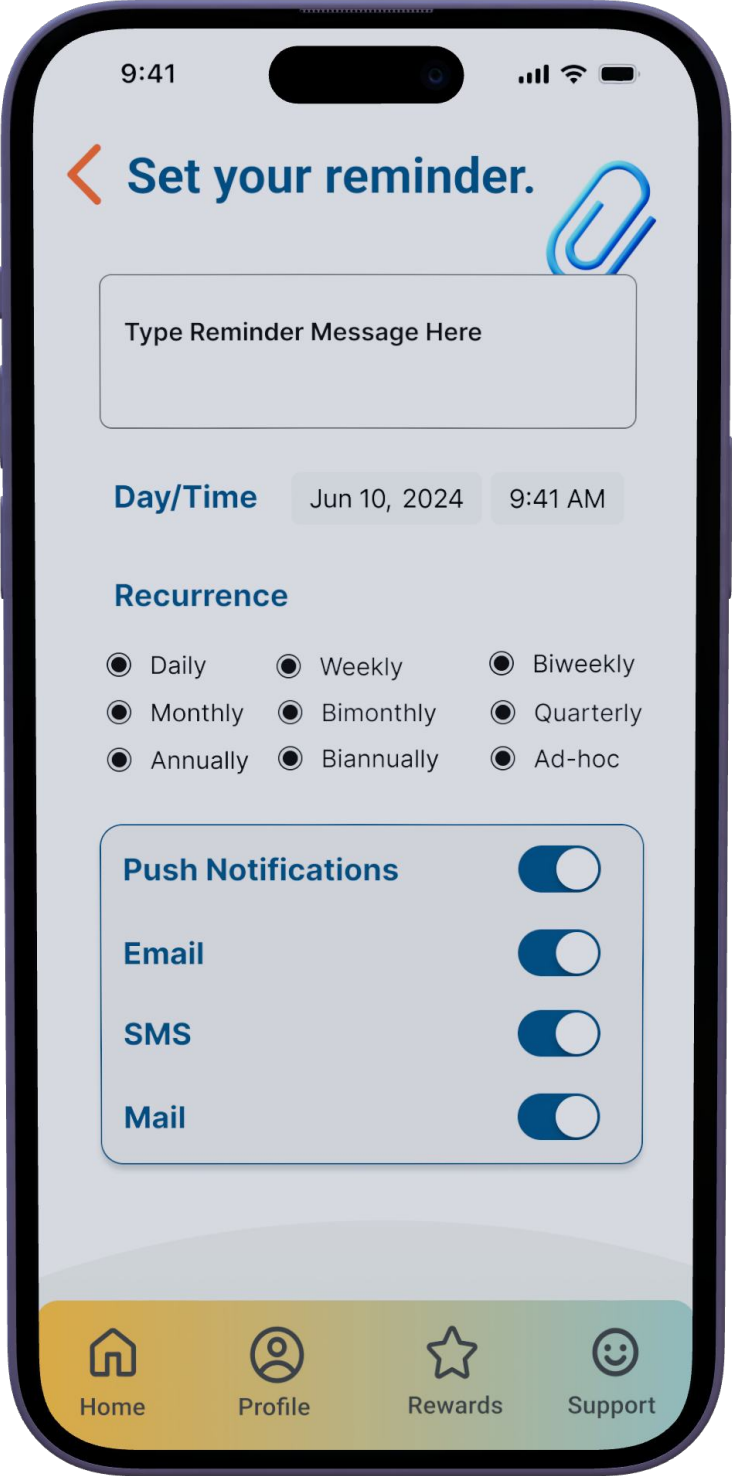 9:41
Set your reminder.
Type Reminder Message Here
Day/Time Jun 10, 2024 9:41 AM
Recurrence
Daily Weekly Biweekly
Monthly Bimonthly Quarterly
Annually Biannually Ad-hoc
Push Notifications
Email
SMS
Mail
Home Profile Rewards Support